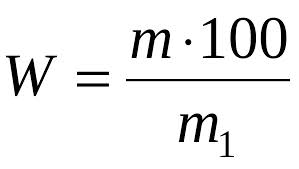 W = m·100 / m₁